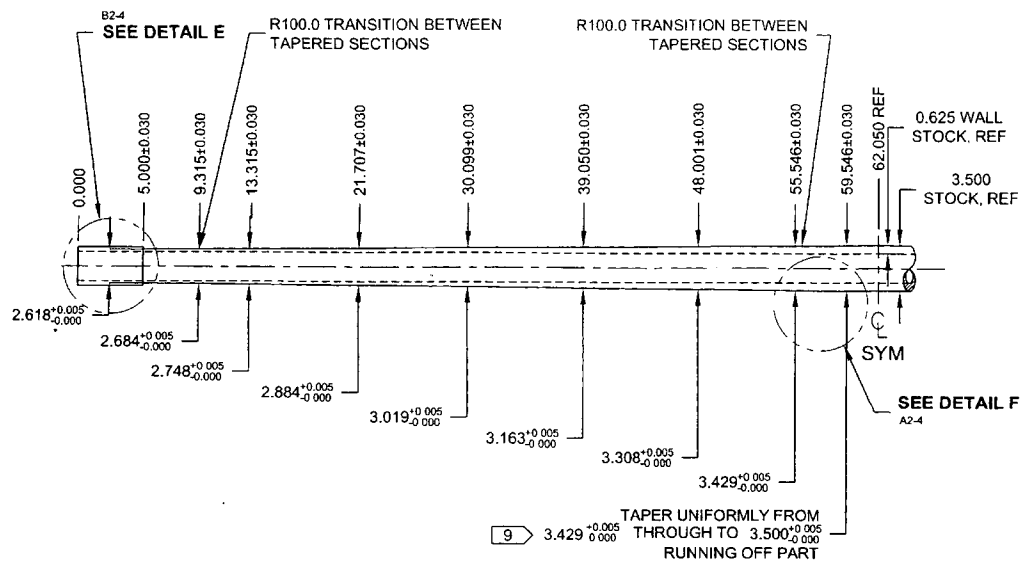 B2-4
SEE DETAIL E
R100.0 TRANSITION BETWEEN
TAPERED SECTIONS
R100.0 TRANSITION BETWEEN
TAPERED SECTIONS
0.000
5.000±0.030
9.315±0.030
13.315±0.030
21.707±0.030
30.099±0.030
39.050±0.030
48.001±0.030
55.546±0.030
59.546±0.030
62.050 REF
0.625 WALL
STOCK, REF
3.500
STOCK, REF
2.618+0.005 -0.000
2.684+0.005 -0.000
2.748+0.005 -0.000
2.884+0.005 -0.000
3.019+0.005 -0.000
3.163+0.005 -0.000
3.308+0.005 -0.000
3.429+0.005 -0.000
℄
SYM
SEE DETAIL F
A2-4
TAPER UNIFORMLY FROM
9 3.429 +0.005 0.000 THROUGH TO 3.500+0.005 -0.000
RUNNING OFF PART